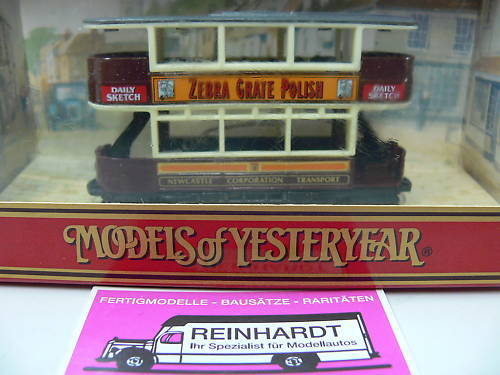 DAILY SKETCH
ZEBRA GRATE POLISH
DAILY SKETCH
NEWCASTLE CORPORATION TRANSPORT
MODELS of YESTERYEAR®
FERTIGMODELLE - BAUSÄTZE - RARITÄTEN
REINHARDT
Ihr Spezialist für Modellautos